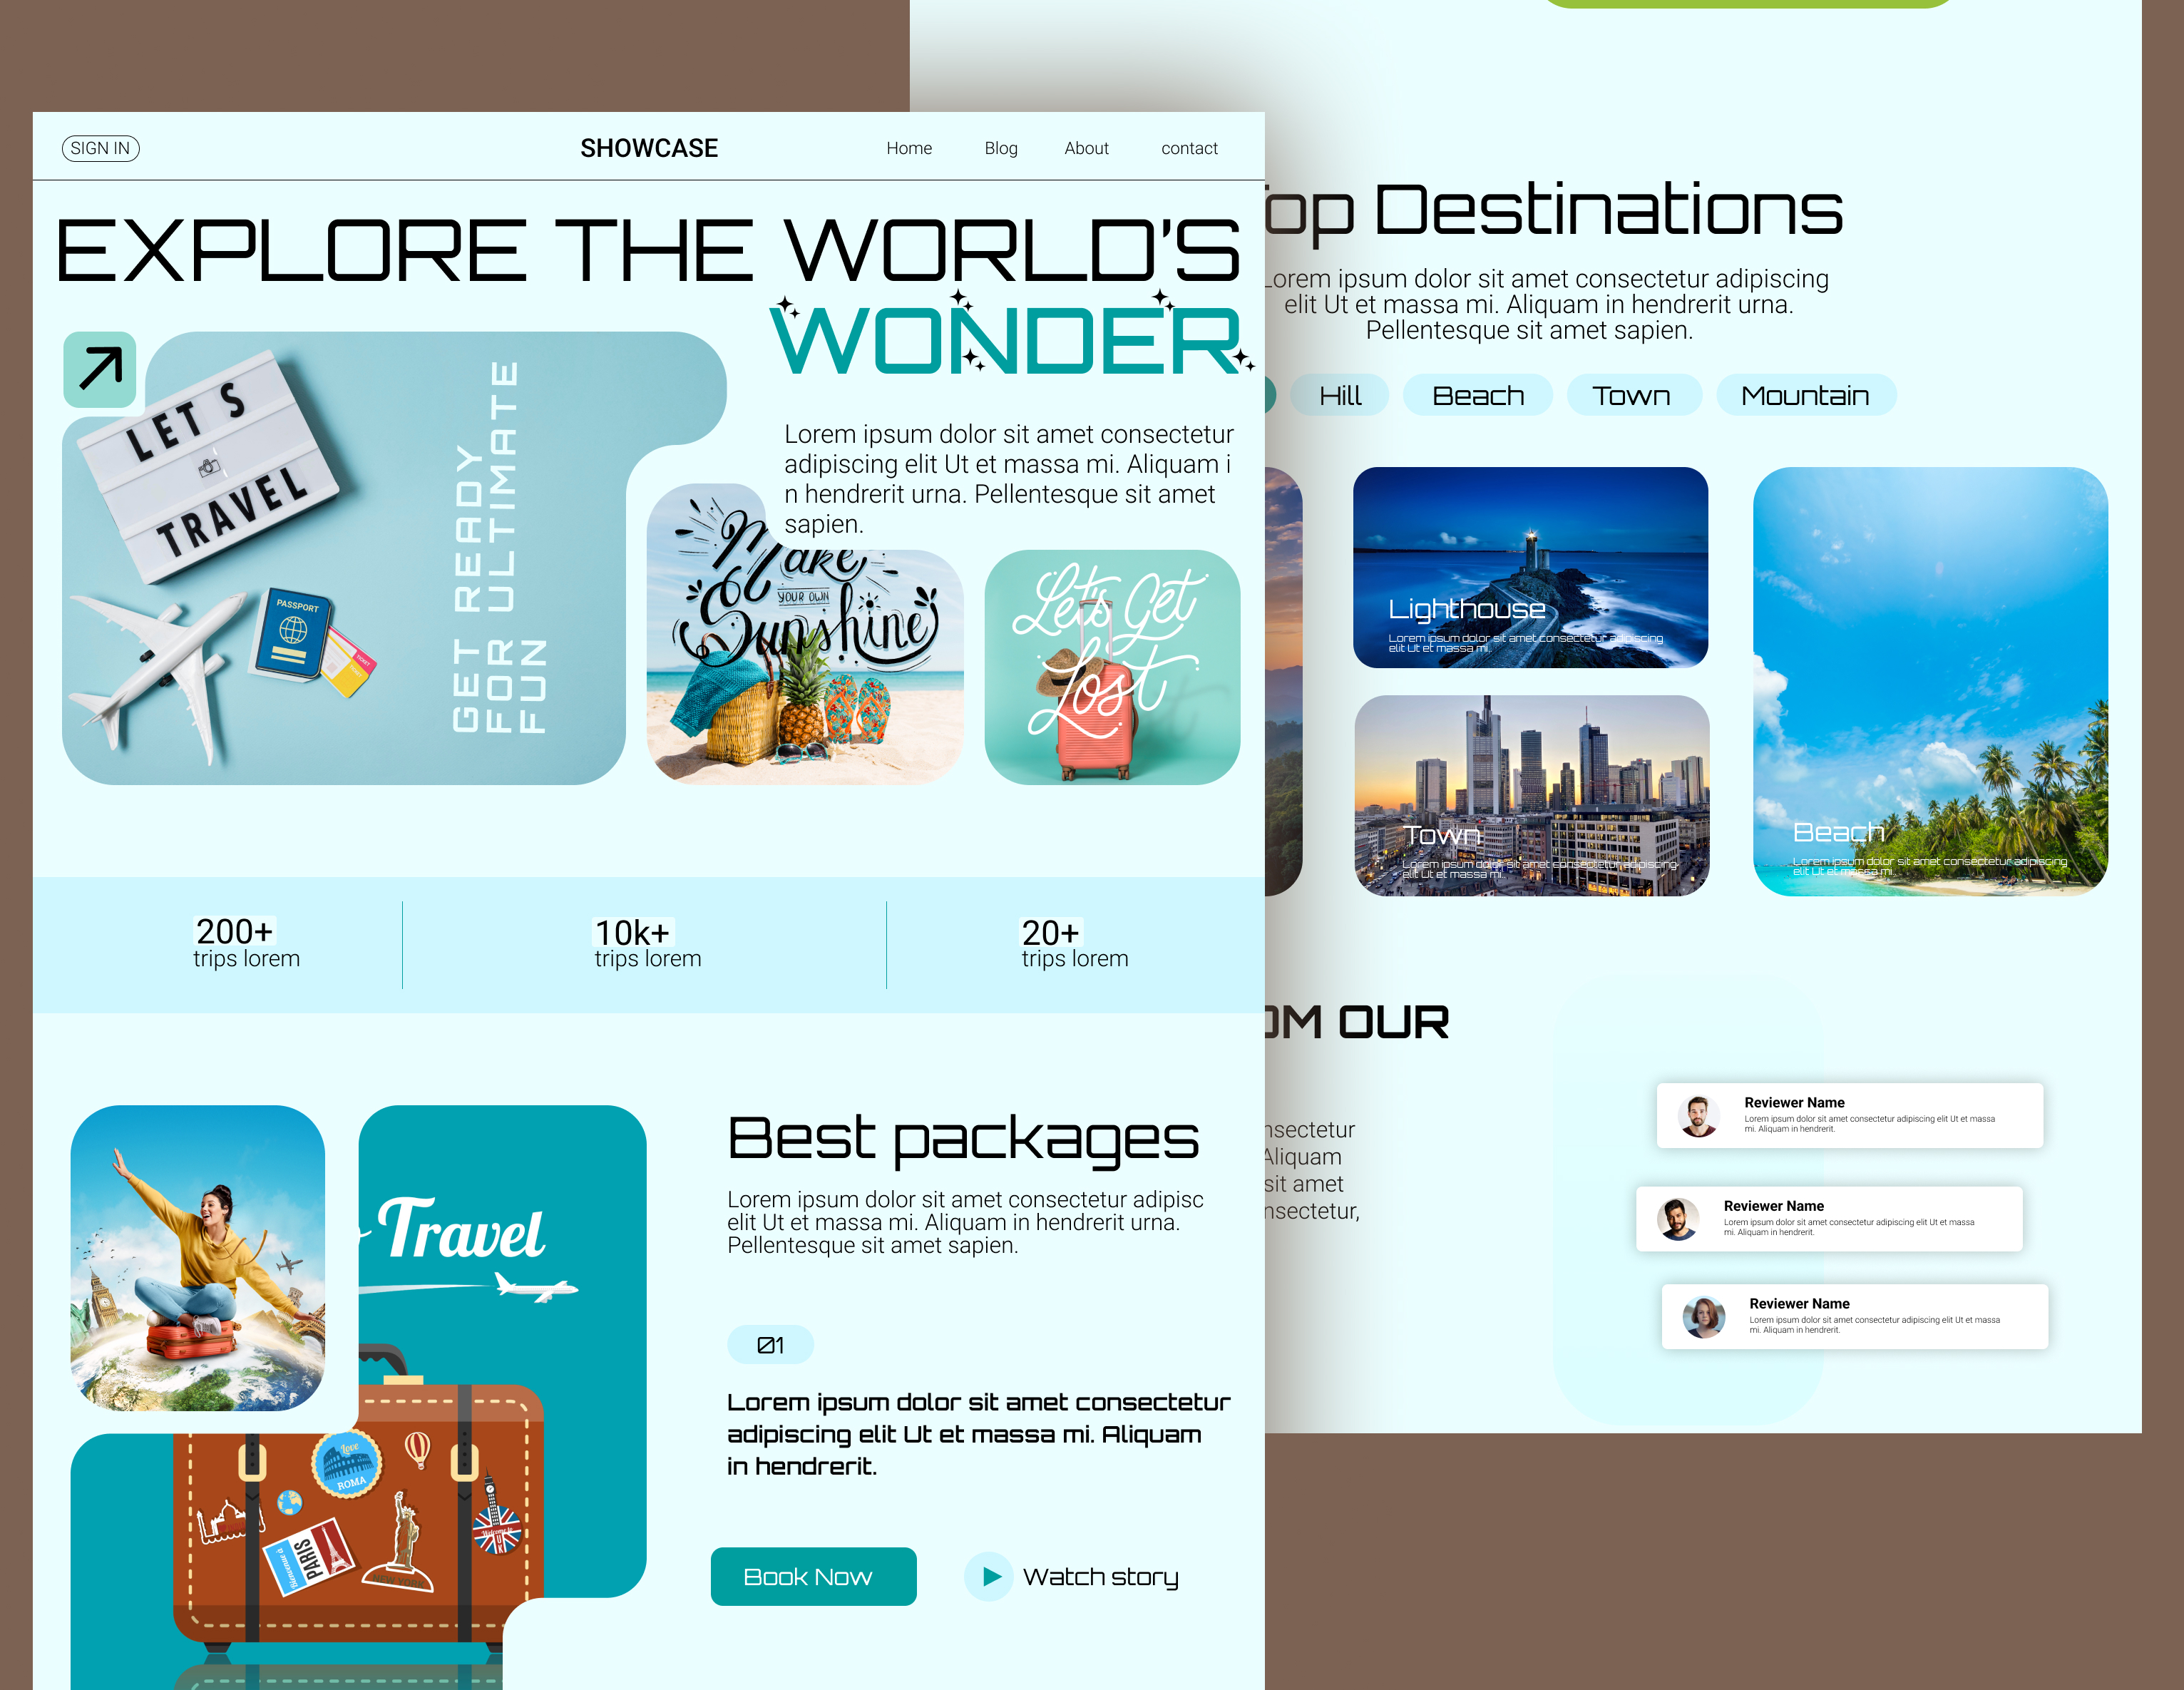 SIGN IN
SHOWCASE
Home
Blog
About
contact
EXPLORE THE WORLD'S
WONDER
LET S
TRAVEL
PASSPORT
GET READY
FOR ULTIMATE
FUN
Lorem ipsum dolor sit amet consectetur
adipiscing elit Ut et massa mi. Aliquam i
n hendrerit urna. Pellentesque sit amet
sapien.
Make
YOUR OWN
Sunshine
Let's Get
Lost
200+
trips lorem
10k+
trips lorem
20+
trips lorem
Travel
Love
ROMA
Bienvenue à
PARIS
NEW YORK
Welcome to
UK
Best packages
Lorem ipsum dolor sit amet consectetur adipisc
elit Ut et massa mi. Aliquam in hendrerit urna.
Pellentesque sit amet sapien.
01
Lorem ipsum dolor sit amet consectetur
adipiscing elit Ut et massa mi. Aliquam
in hendrerit.
Book Now
Watch story
op Destinations
Lorem ipsum dolor sit amet consectetur adipiscing
elit Ut et massa mi. Aliquam in hendrerit urna.
Pellentesque sit amet sapien.
Hill
Beach
Town
Mountain
Lighthouse
Lorem ipsum dolor sit amet consectetur adipiscing
elit Ut et massa mi.
Town
Lorem ipsum dolor sit amet consectetur adipiscing
elit Ut et massa mi.
Beach
Lorem ipsum dolor sit amet consectetur adipiscing
elit Ut et massa mi.
OM OUR
nsectetur
Aliquam
sit amet
nsectetur,
Reviewer Name
Lorem ipsum dolor sit amet consectetur adipiscing elit Ut et massa
mi. Aliquam in hendrerit.
Reviewer Name
Lorem ipsum dolor sit amet consectetur adipiscing elit Ut et massa
mi. Aliquam in hendrerit.
Reviewer Name
Lorem ipsum dolor sit amet consectetur adipiscing elit Ut et massa
mi. Aliquam in hendrerit.